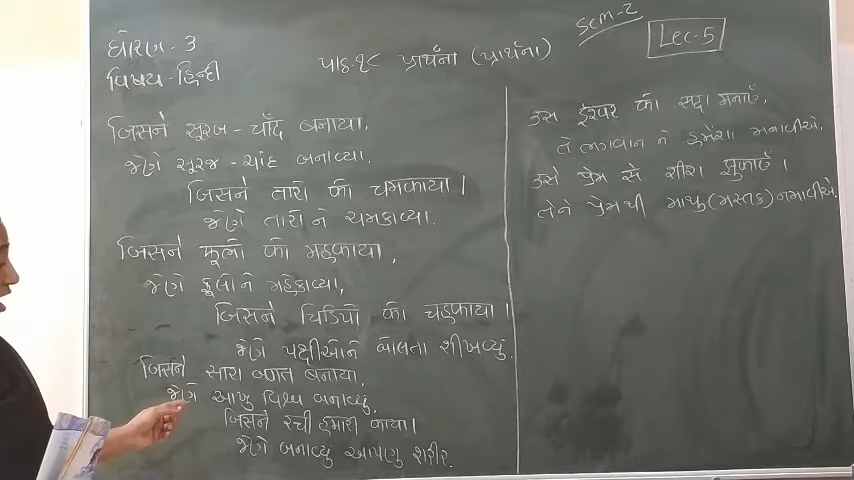 ધોરણ - 3
વિષય - હિન્દી
પાઠ-૧૮ प्रार्थना (પ્રાર્થના)
Sem-2
Lec-5
जिसने सूरज - चाँद बनाया,
જેણે સૂરજ - ચાંદ બનાવ્યા.
जिसने तारों को चमकाया।
જેણે તારોને ચમકાવ્યા.
जिसने फूलों को महकाया,
જેણે ફૂલોને મહેકાવ્યા,
जिसने चिडियों को चहकाया।
જેણે પક્ષીઓને બોલતા શીખવ્યું.
जिसने सारा जगत बनाया,
જેણે આખુ વિશ્વ બનાવ્યું,
जिसने रची हमारी काया।
જેણે બનાવ્યું આપણુ શરીર.
उस ईश्वर को सदा मनाएँ,
તે ભગવાન ને હંમેશા મનાવીએ,
उसे प्रेम से शीश झुकाएँ।
તેને પ્રેમથી માથુ (મસ્તક) નમાવીએ.